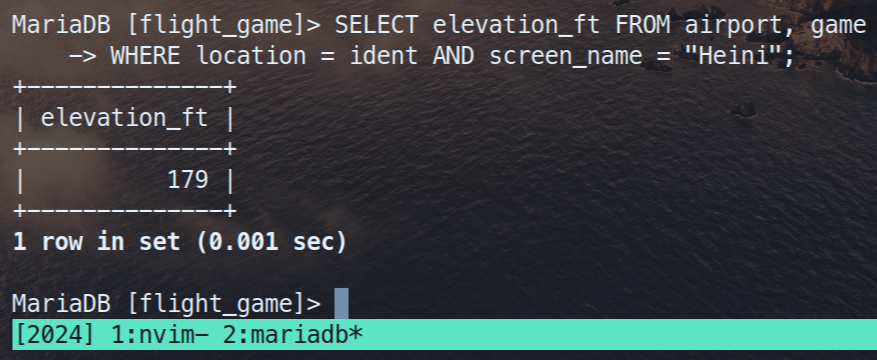 MariaDB [flight_game]> SELECT elevation_ft FROM airport, game
    -> WHERE location = ident AND screen_name = "Heini";
+--------------+
| elevation_ft |
+--------------+
|          179 |
+--------------+
1 row in set (0.001 sec)

MariaDB [flight_game]>
[2024] 1:nvim- 2:mariadb*